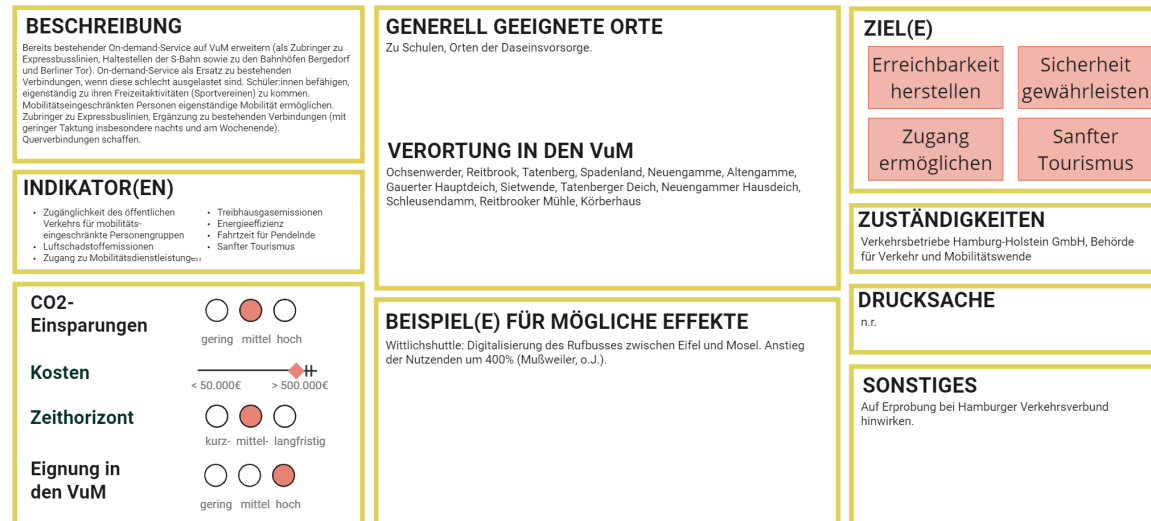 BESCHREIBUNG
Bereits bestehender On-demand-Service auf VuM erweitern (als Zubringer zu
Expressbusslinien, Haltestellen der S-Bahn sowie zu den Bahnhöfen Bergedorf
und Berliner Tor). On-demand-Service als Ersatz zu bestehenden
Verbindungen, wenn diese schlecht ausgelastet sind. Schüler:innen befähigen,
eigenständig zu ihren Freizeitaktivitäten (Sportvereinen) zu kommen.
Mobilitätseingeschränkten Personen eigenständige Mobilität ermöglichen.
Zubringer zu Expressbuslinien, Ergänzung zu bestehenden Verbindungen (mit
geringer Taktung insbesondere nachts und am Wochenende).
Querverbindungen schaffen.
INDIKATOR(EN)
• Zugänglichkeit des öffentlichen
Verkehrs für mobilitäts-
eingeschränkte Personengruppen
• Luftschadstoffemissionen
• Zugang zu Mobilitätsdienstleistungen
• Treibhausgasemissionen
• Energieeffizienz
• Fahrtzeit für Pendelnde
• Sanfter Tourismus
CO2-
Einsparungen
gering mittel hoch
Kosten
< 50.000€ > 500.000€
Zeithorizont
kurz- mittel- langfristig
Eignung in
den VuM
gering mittel hoch
GENERELL GEEIGNETE ORTE
Zu Schulen, Orten der Daseinsvorsorge.
VERORTUNG IN DEN VuM
Ochsenwerder, Reitbrook, Tatenberg, Spadenland, Neuengamme, Altengamme,
Gauerter Hauptdeich, Sietwende, Tatenberger Deich, Neuengammer Hausdeich,
Schleusendamm, Reitbrooker Mühle, Körberhaus
BEISPIEL(E) FÜR MÖGLICHE EFFEKTE
Wittlichshuttle: Digitalisierung des Rufbusses zwischen Eifel und Mosel. Anstieg
der Nutzenden um 400% (Mußweiler, o.J.).
ZIEL(E)
Erreichbarkeit
herstellen
Sicherheit
gewährleisten
Zugang
ermöglichen
Sanfter
Tourismus
ZUSTÄNDIGKEITEN
Verkehrsbetriebe Hamburg-Holstein GmbH, Behörde
für Verkehr und Mobilitätswende
DRUCKSACHE
n.r.
SONSTIGES
Auf Erprobung bei Hamburger Verkehrsverbund
hinwirken.